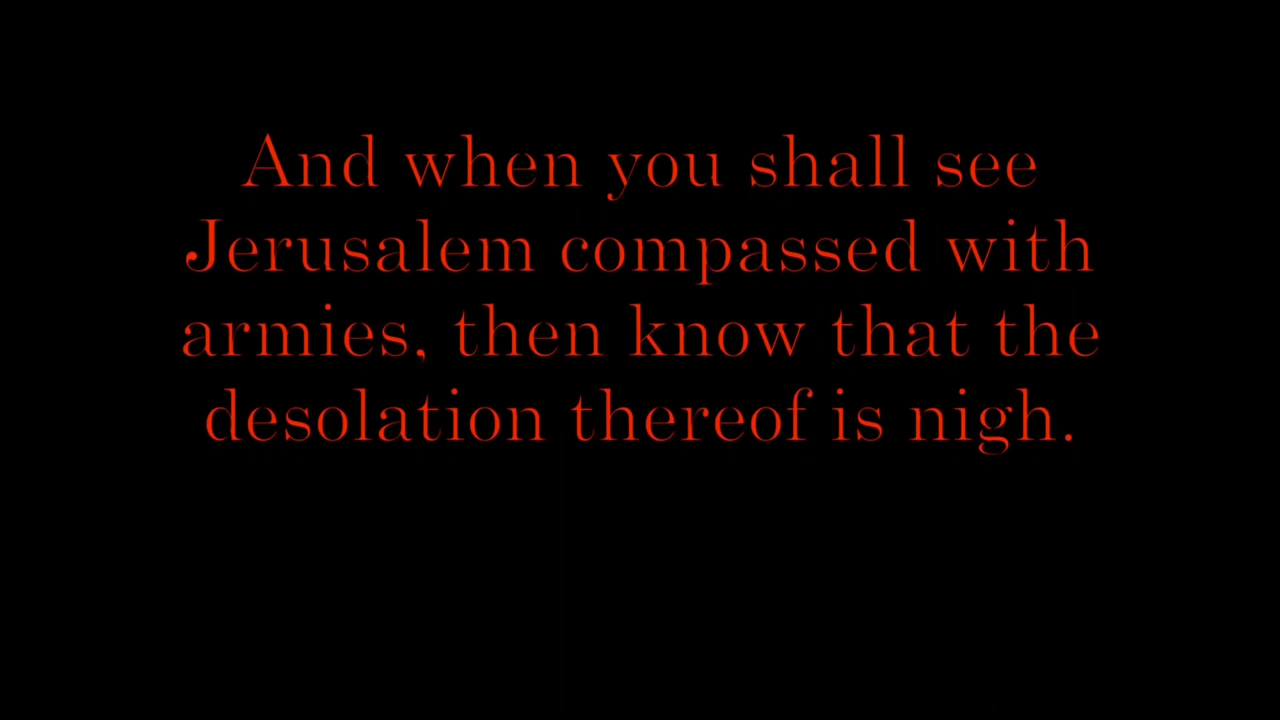 And when you shall see
Jerusalem compassed with
armies, then know that the
desolation thereof is nigh.